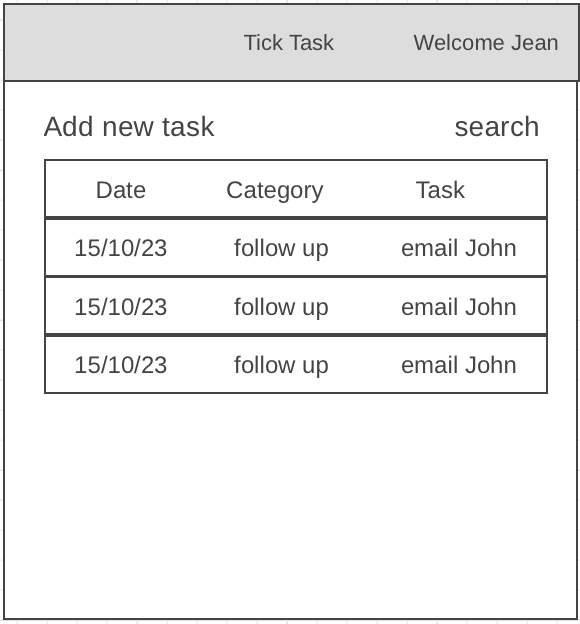 Tick Task Welcome Jean
Add new task search
Date Category Task
15/10/23 follow up email John
15/10/23 follow up email John
15/10/23 follow up email John